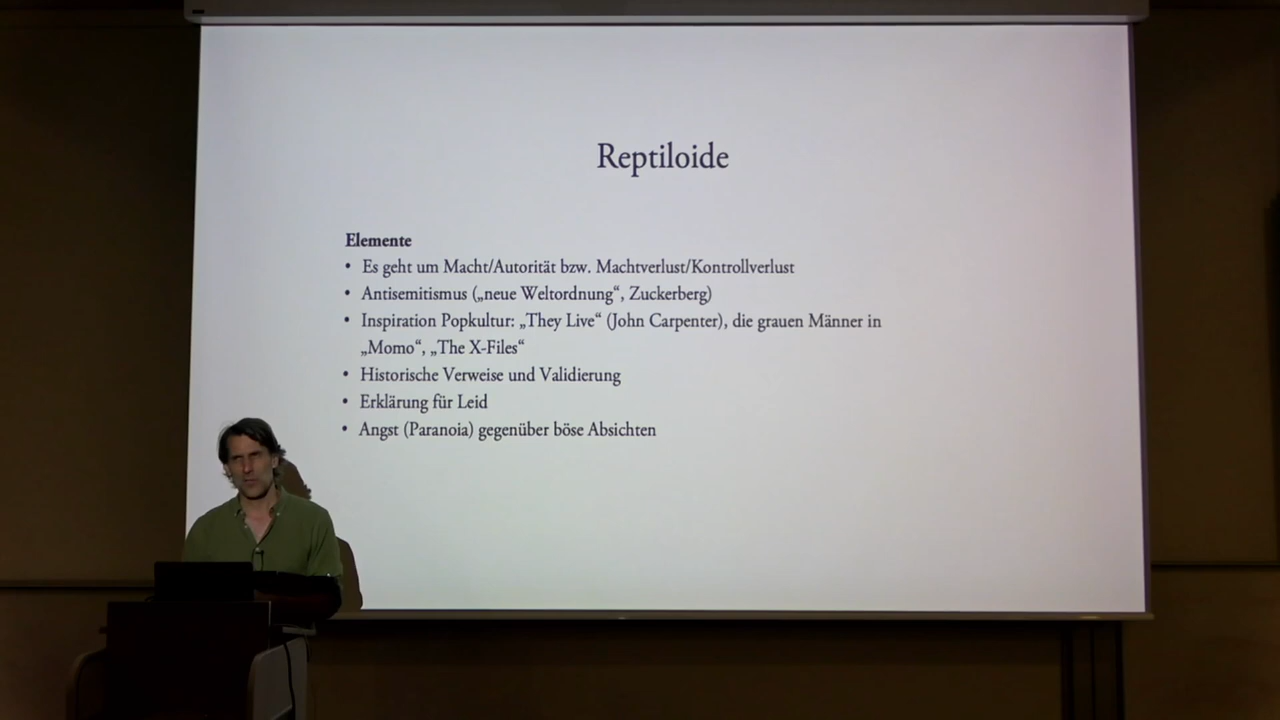 Reptiloide
Elemente
• Es geht um Macht/Autorität bzw. Machtverlust/Kontrollverlust
• Antisemitismus („neue Weltordnung“, Zuckerberg)
• Inspiration Popkultur: „They Live“ (John Carpenter), die grauen Männer in
„Momo“, „The X-Files“
• Historische Verweise und Validierung
• Erklärung für Leid
• Angst (Paranoia) gegenüber böse Absichten